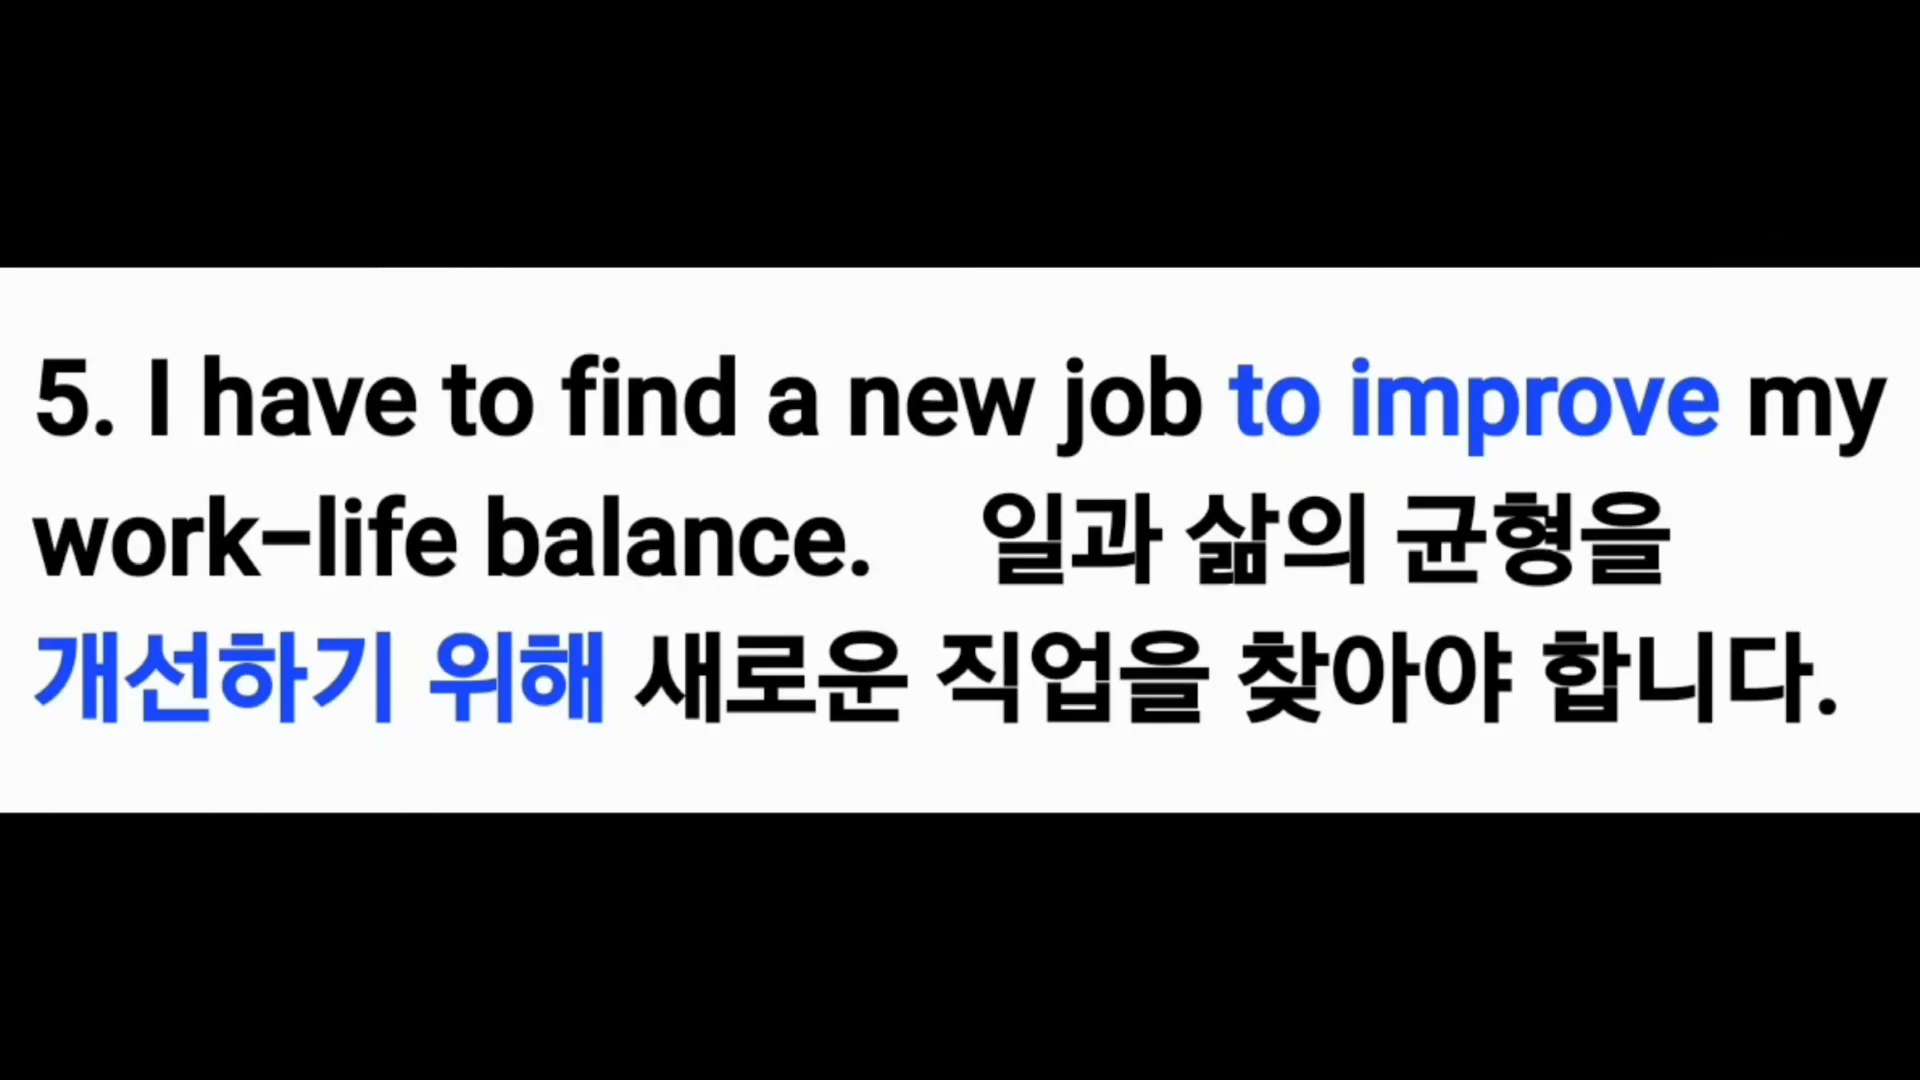 5. I have to find a new job to improve my
work-life balance. 일과 삶의 균형을
개선하기 위해 새로운 직업을 찾아야 합니다.